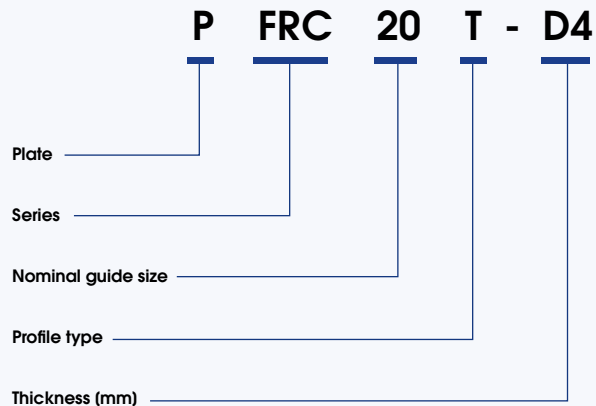 P FRC 20 T - D4
Plate
Series
Nominal guide size
Profile type
Thickness (mm)